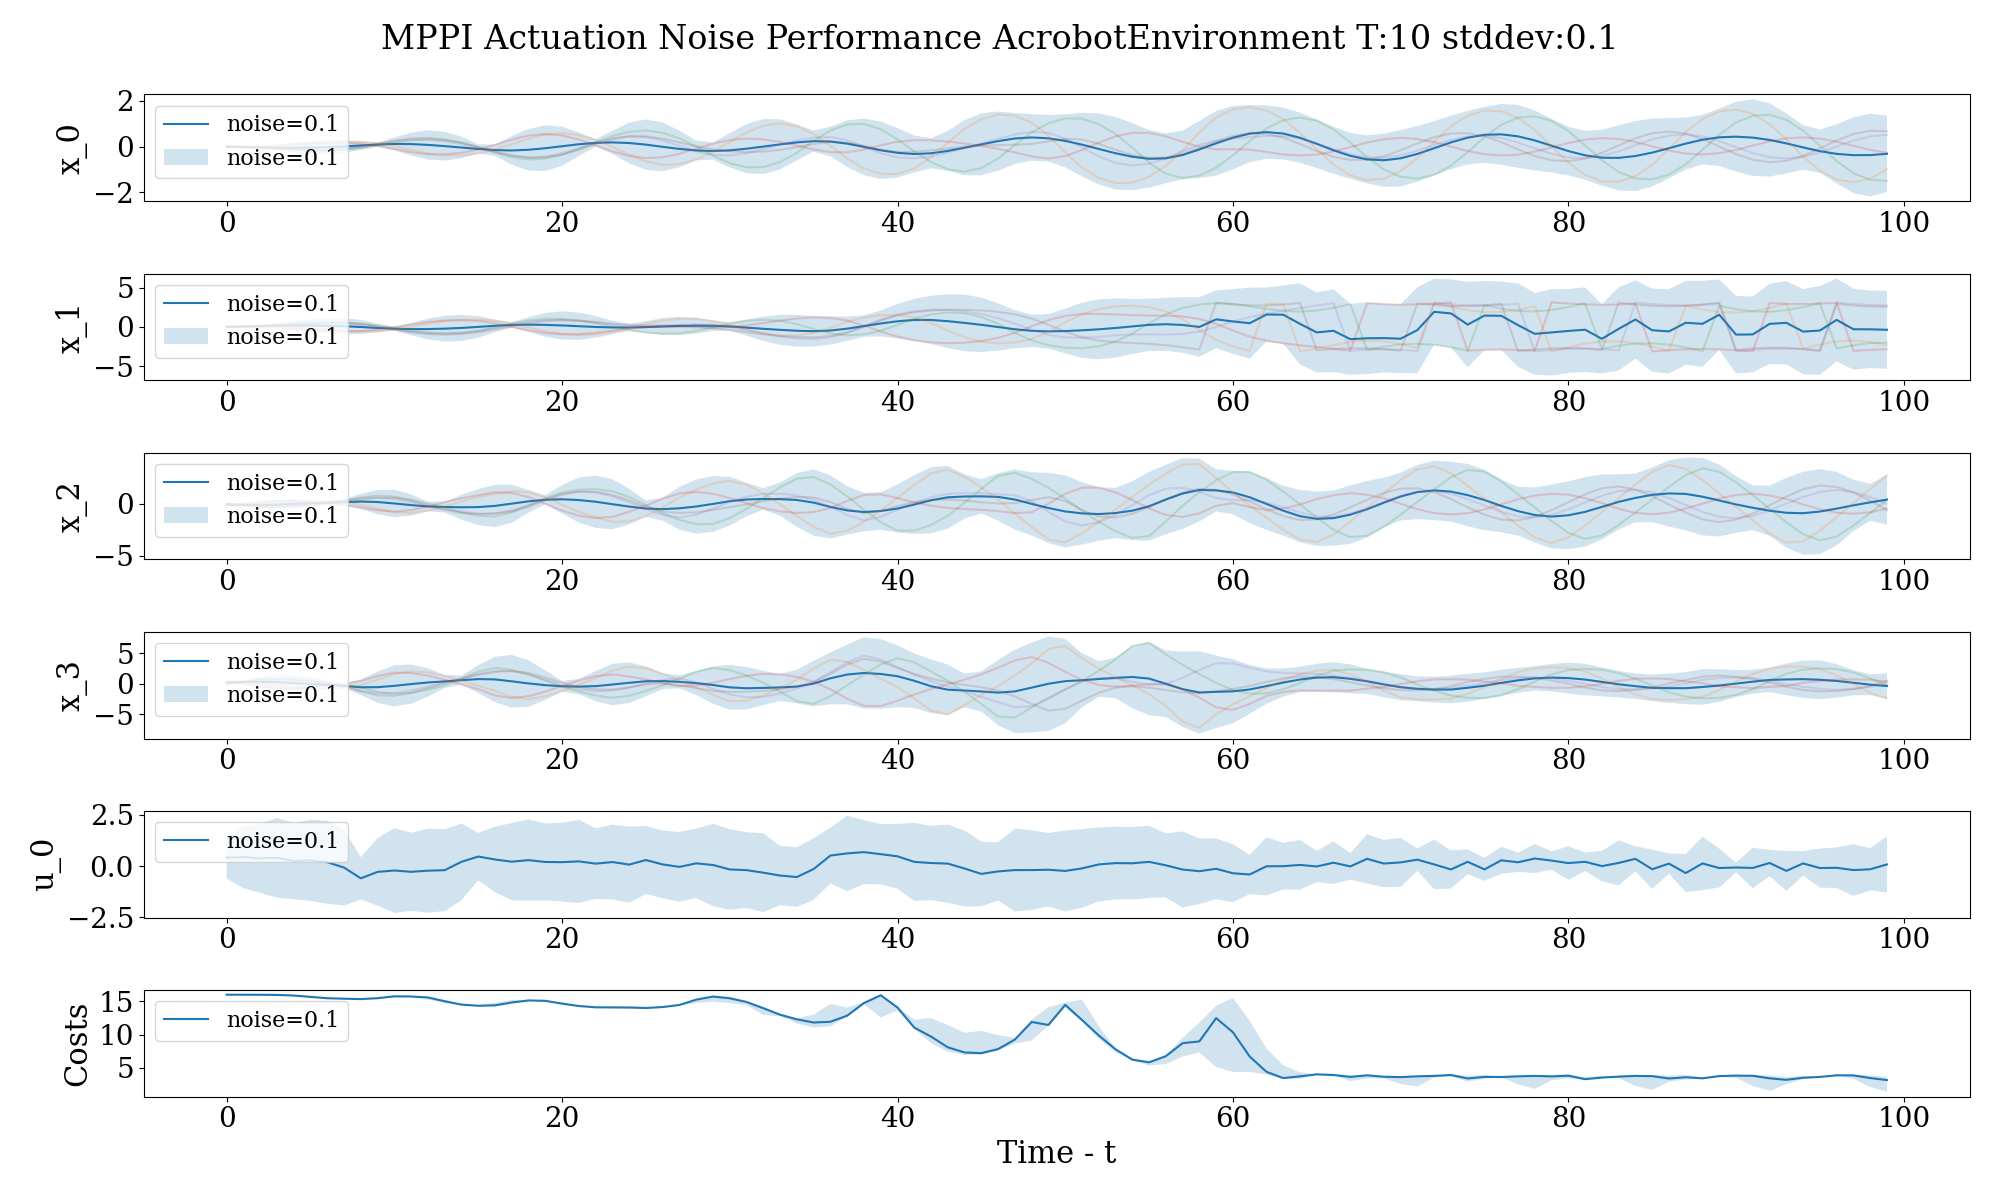 MPPI Actuation Noise Performance AcrobotEnvironment T:10 stddev:0.1
x_0
2
0
−2
noise=0.1
noise=0.1
0 20 40 60 80 100
x_1
5
0
−5
noise=0.1
noise=0.1
0 20 40 60 80 100
x_2
0
−5
noise=0.1
noise=0.1
0 20 40 60 80 100
x_3
5
0
−5
noise=0.1
noise=0.1
0 20 40 60 80 100
u_0
2.5
0.0
−2.5
noise=0.1
0 20 40 60 80 100
Costs
15
10
5
noise=0.1
0 20 40 60 80 100
Time - t